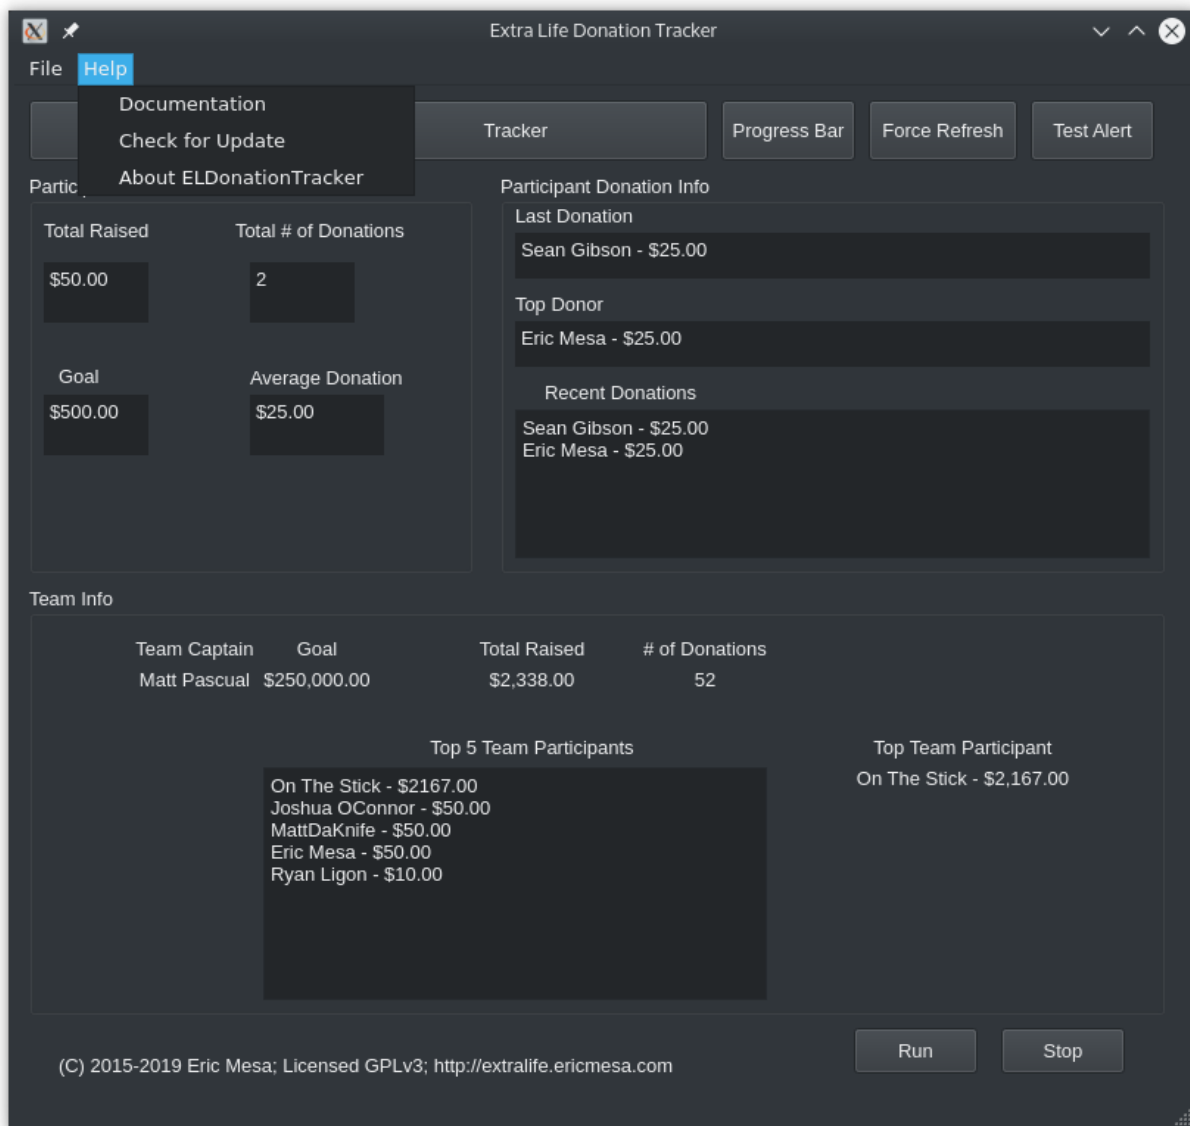 Extra Life Donation Tracker
File Help
Documentation
Check for Update
About ELDonationTracker
Tracker
Progress Bar
Force Refresh
Test Alert
Total Raised
Total # of Donations
$50.00
2
Goal
Average Donation
$500.00
$25.00
Participant Donation Info
Last Donation
Sean Gibson - $25.00
Top Donor
Eric Mesa - $25.00
Recent Donations
Sean Gibson - $25.00
Eric Mesa - $25.00
Team Info
Team Captain Goal Total Raised # of Donations
Matt Pascual $250,000.00 $2,338.00 52
Top 5 Team Participants
On The Stick - $2167.00
Joshua OConnor - $50.00
MattDaKnife - $50.00
Eric Mesa - $50.00
Ryan Ligon - $10.00
Top Team Participant
On The Stick - $2,167.00
(C) 2015-2019 Eric Mesa; Licensed GPLv3; http://extralife.ericmesa.com
Run
Stop